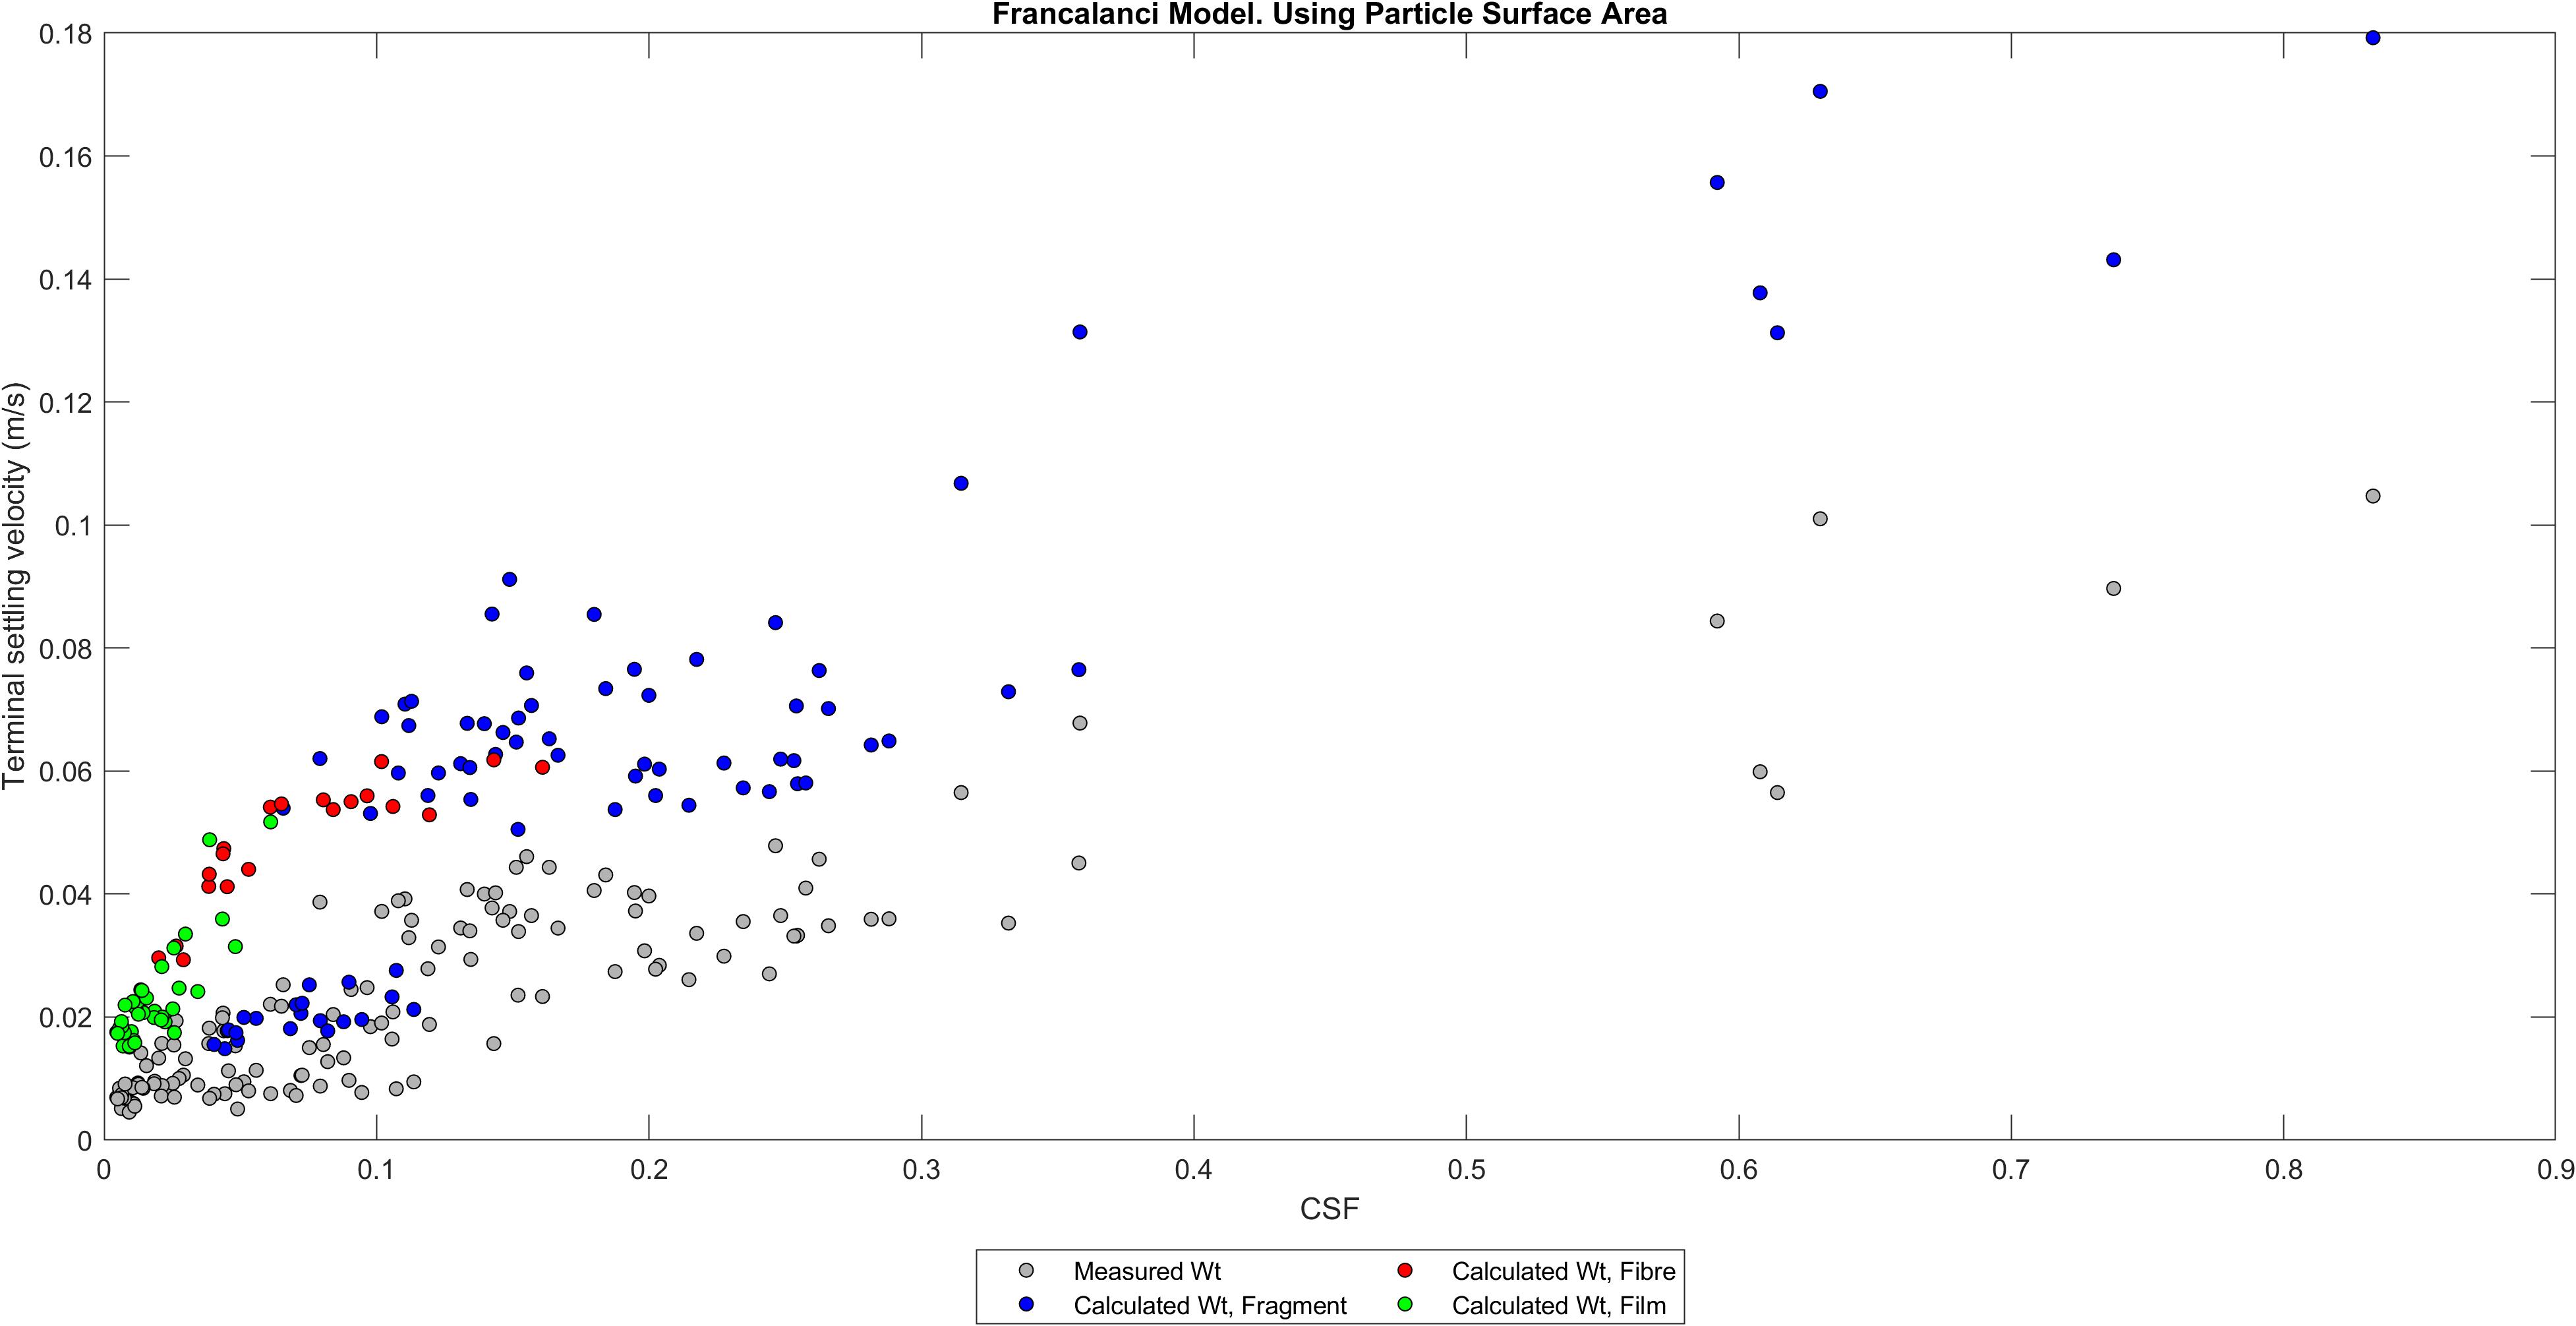 Francalanci Model. Using Particle Surface Area
Terminal settling velocity (m/s)
0.18
0.16
0.14
0.12
0.1
0.08
0.06
0.04
0.02
0
0 0.1 0.2 0.3 0.4 0.5 0.6 0.7 0.8 0.9
CSF
Measured Wt Calculated Wt, Fibre
Calculated Wt, Fragment Calculated Wt, Film